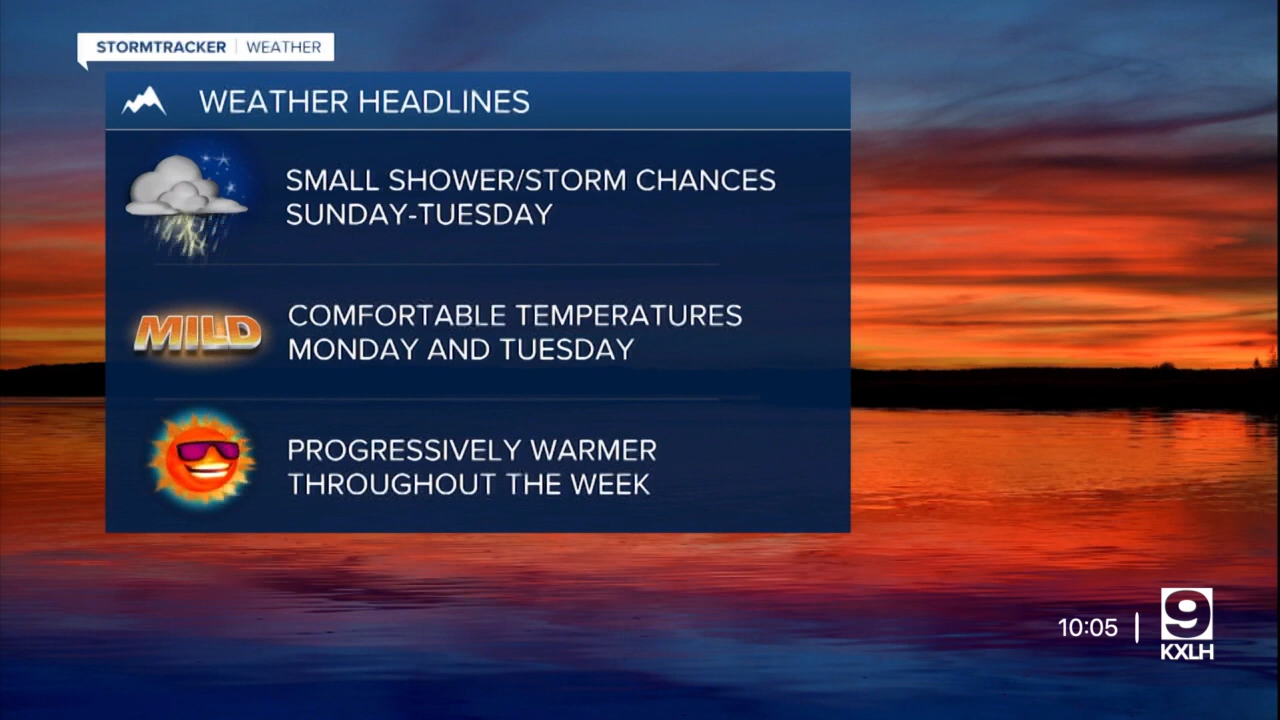 STORMTRACKER | WEATHER
WEATHER HEADLINES
SMALL SHOWER/STORM CHANCES
SUNDAY-TUESDAY
MILD
COMFORTABLE TEMPERATURES
MONDAY AND TUESDAY
PROGRESSIVELY WARMER
THROUGHOUT THE WEEK
10:05 | 9
KXLH